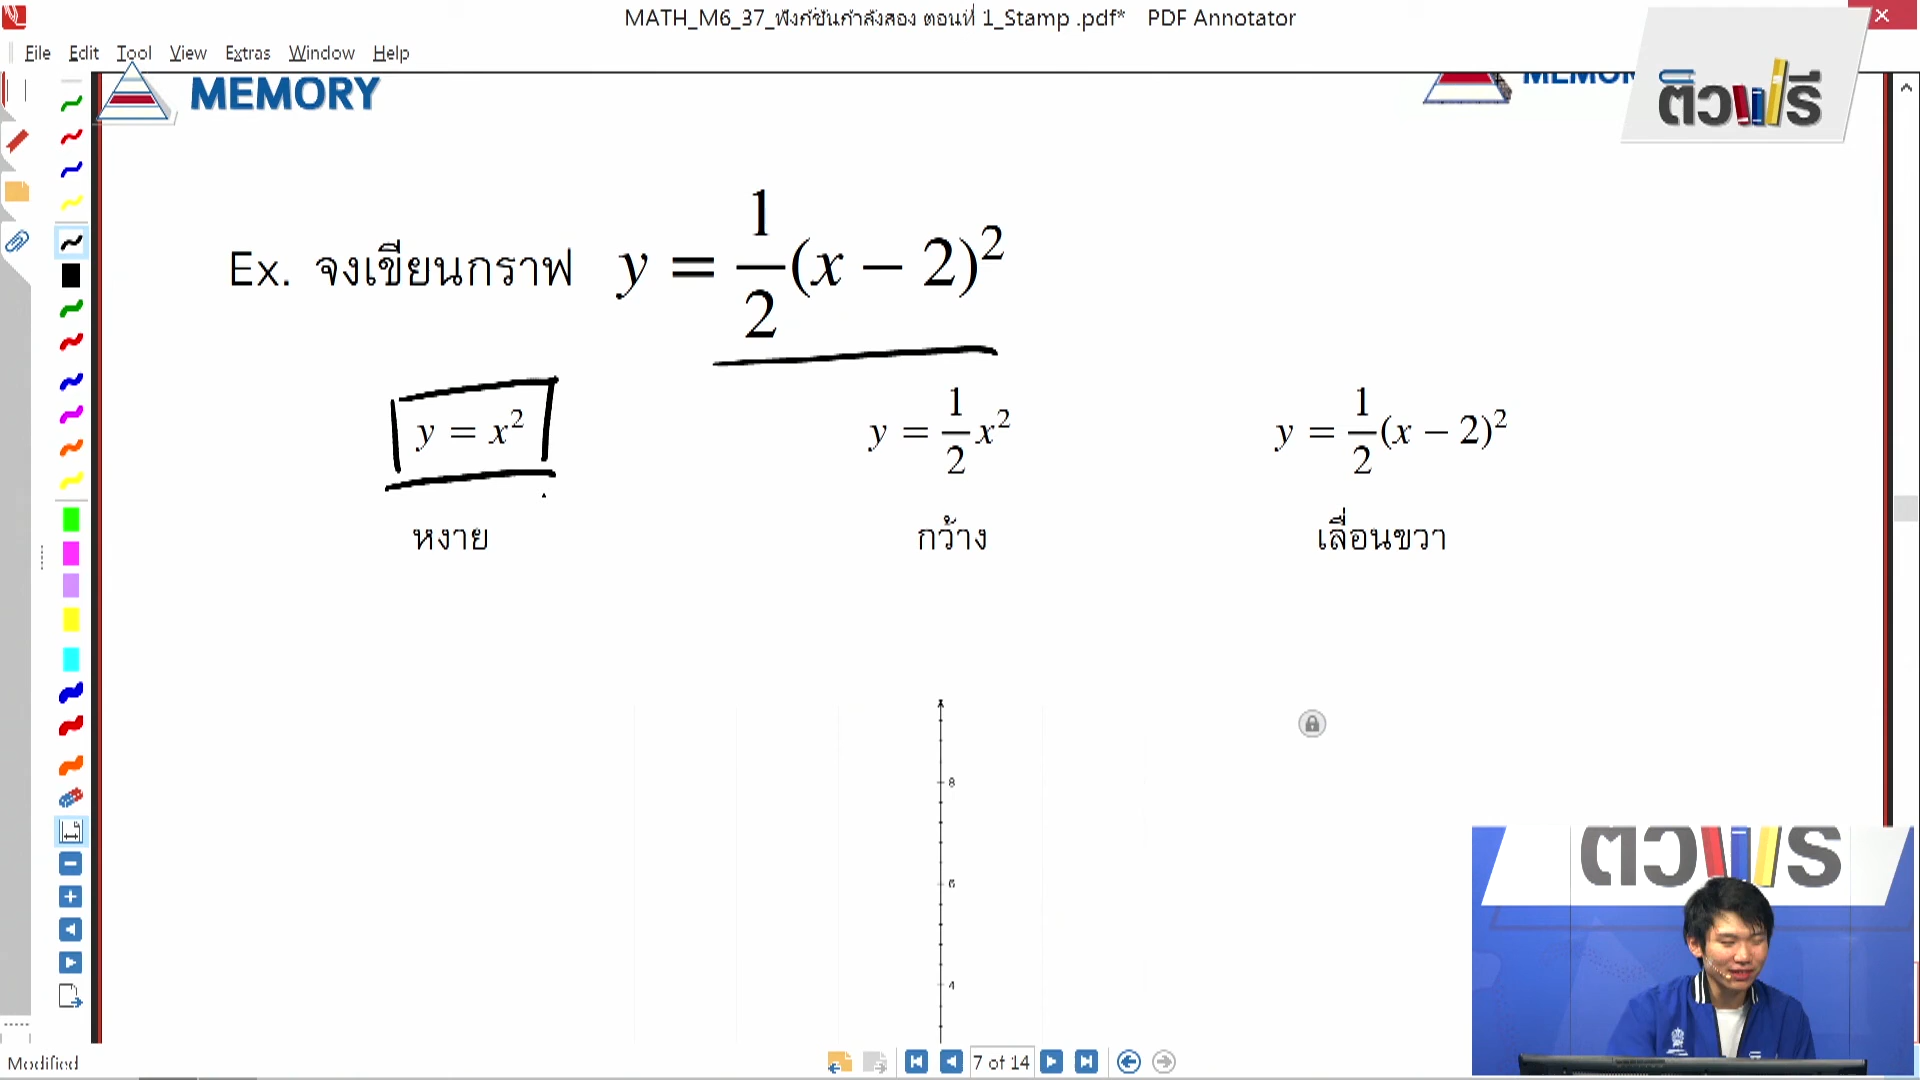 MATH_M6_37_ฟังก์ชันกำลังสอง ตอนที่ 1_Stamp .pdf* PDF Annotator
File Edit Tool View Extras Window Help
MEMORY
ติวฟรี
Ex. จงเขียนกราฟ y = 1/2(x − 2)²
y = x² y = 1/2x² y = 1/2(x − 2)²
หงาย กว้าง เลื่อนขวา
8
6
4
Modified 7 of 14